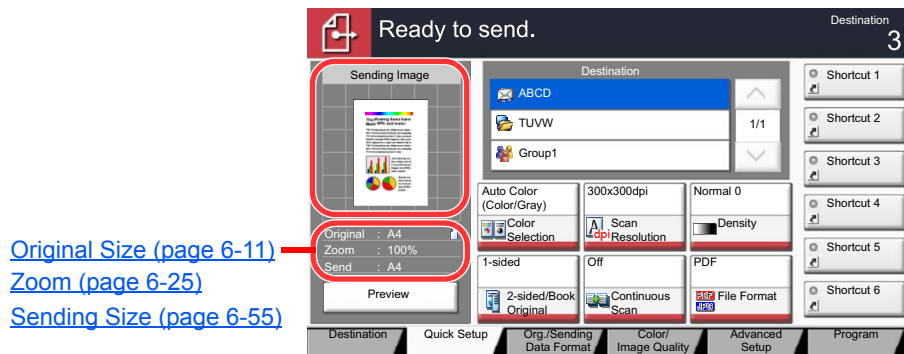 Ready to send.
Destination
3
Sending Image
Original : A4
Zoom : 100%
Send : A4
Preview
Destination
ABCD
TUVW
Group1
1/1
Auto Color
(Color/Gray)
Color
Selection
300x300dpi
Scan
Resolution
Normal 0
Density
1-sided
2-sided/Book
Original
Off
Continuous
Scan
PDF
File Format
Shortcut 1
Shortcut 2
Shortcut 3
Shortcut 4
Shortcut 5
Shortcut 6
Destination
Quick Setup
Org./Sending
Data Format
Color/
Image Quality
Advanced
Setup
Program
Original Size (page 6-11)
Zoom (page 6-25)
Sending Size (page 6-55)